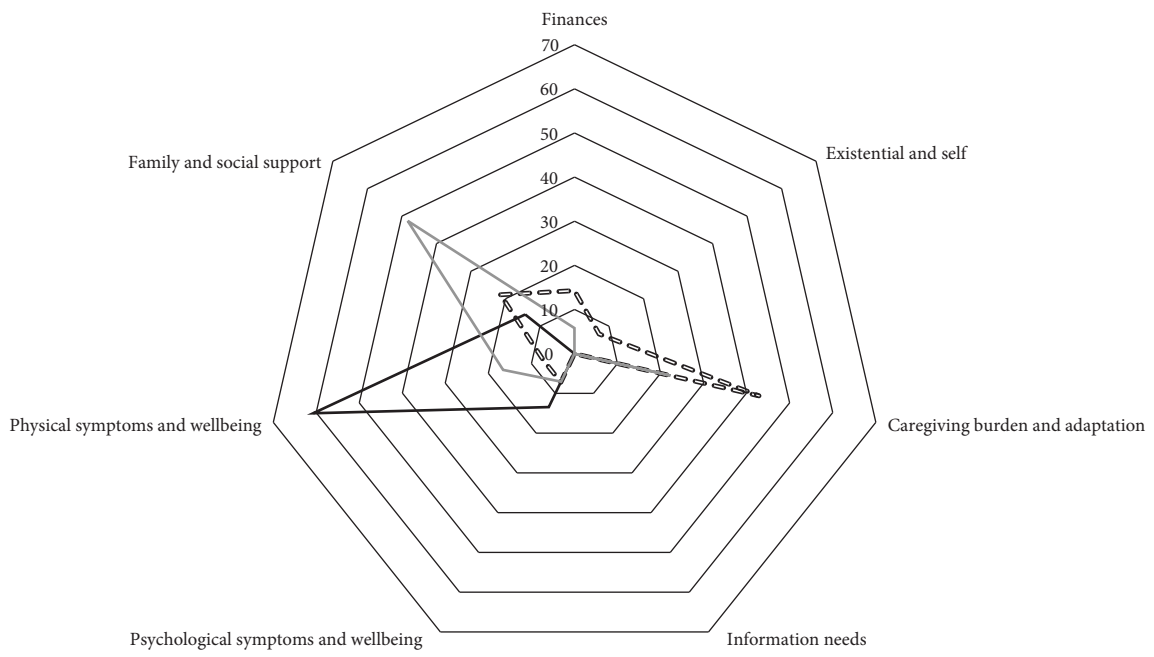 Finances
70
60
50
40
30
20
10
0
Existential and self
Family and social support
Physical symptoms and wellbeing
Caregiving burden and adaptation
Psychological symptoms and wellbeing
Information needs